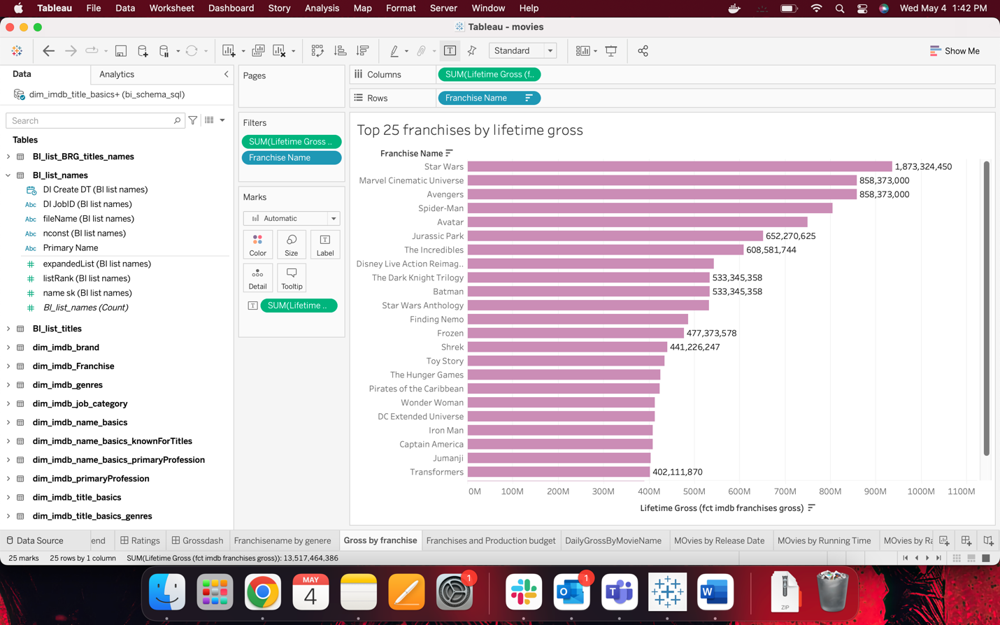 Tableau File Data Worksheet Dashboard Story Analysis Map Format Server Window Help Wed May 4 1:42 PM
Tableau - movies
Standard
Show Me
Data Analytics
dim_imdb_title_basics+ (bi_schema_sql)
Search
Tables
BI_list_BRG_titles_names
BI_list_names
DI Create DT (BI list names)
Abc DI JobID (BI list names)
Abc fileName (BI list names)
Abc nconst (BI list names)
Abc Primary Name
# expandedList (BI list names)
# listRank (BI list names)
# name sk (BI list names)
# BI_list_names (Count)
BI_list_titles
dim_imdb_brand
dim_imdb_Franchise
dim_imdb_genres
dim_imdb_job_category
dim_imdb_name_basics
dim_imdb_name_basics_knownForTitles
dim_imdb_name_basics_primaryProfession
dim_imdb_primaryProfession
dim_imdb_title_basics
dim_imdb_title_basics_genres
Pages
Filters
SUM(Lifetime Gross ..
Franchise Name
Marks
Automatic
Color Size Label
Detail Tooltip
SUM(Lifetime ..
Columns SUM(Lifetime Gross (f..
Rows Franchise Name
Top 25 franchises by lifetime gross
Franchise Name
Star Wars 1,873,324,450
Marvel Cinematic Universe 858,373,000
Avengers 858,373,000
Spider-Man
Avatar
Jurassic Park 652,270,625
The Incredibles 608,581,744
Disney Live Action Reimag..
The Dark Knight Trilogy 533,345,358
Batman 533,345,358
Star Wars Anthology
Finding Nemo
Frozen 477,373,578
Shrek 441,226,247
Toy Story
The Hunger Games
Pirates of the Caribbean
Wonder Woman
DC Extended Universe
Iron Man
Captain America
Jumanji
Transformers 402,111,870
0M 100M 200M 300M 400M 500M 600M 700M 800M 900M 1000M 1100M
Lifetime Gross (fct imdb franchises gross)
Data Source end Ratings Grossdash Franchisename by genere Gross by franchise Franchises and Production budget DailyGrossByMovieName MOvies by Release Date MOvies by Running Time MOvies by Ra
25 marks 25 rows by 1 column SUM(Lifetime Gross (fct imdb franchises gross)): 13,517,464,386
MAY
4
1
1
ZIP